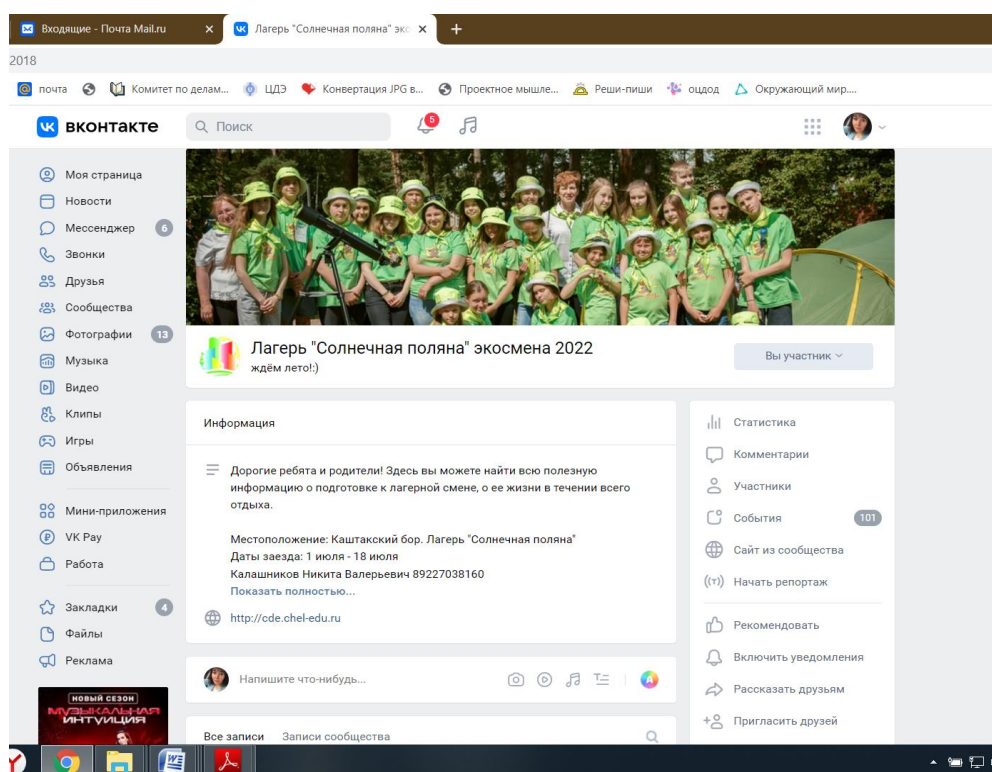 Входящие - Почта Mail.ru
Лагерь "Солнечная поляна" эко
2018
почта
Комитет по делам...
ЦДЭ
Конвертация JPG в...
Проектное мышле...
Реши-пиши
оцдод
Окружающий мир....
вконтакте
Поиск
5
Моя страница
Новости
Мессенджер 6
Звонки
Друзья
Сообщества
Фотографии 13
Музыка
Видео
Клипы
Игры
Объявления
Мини-приложения
VK Pay
Работа
Закладки 4
Файлы
Реклама
НОВЫЙ СЕЗОН
МУЗЫКАЛЬНАЯ
ИНТУИЦИЯ
Лагерь "Солнечная поляна" экосмена 2022
ждём лето!:)
Вы участник
Информация
Дорогие ребята и родители! Здесь вы можете найти всю полезную
информацию о подготовке к лагерной смене, о ее жизни в течении всего
отдыха.
Местоположение: Каштакский бор. Лагерь "Солнечная поляна"
Даты заезда: 1 июля - 18 июля
Калашников Никита Валерьевич 89227038160
Показать полностью...
http://cde.chel-edu.ru
Напишите что-нибудь...
Все записи Записи сообщества
Статистика
Комментарии
Участники
События 101
Сайт из сообщества
Начать репортаж
Рекомендовать
Включить уведомления
Рассказать друзьям
Пригласить друзей